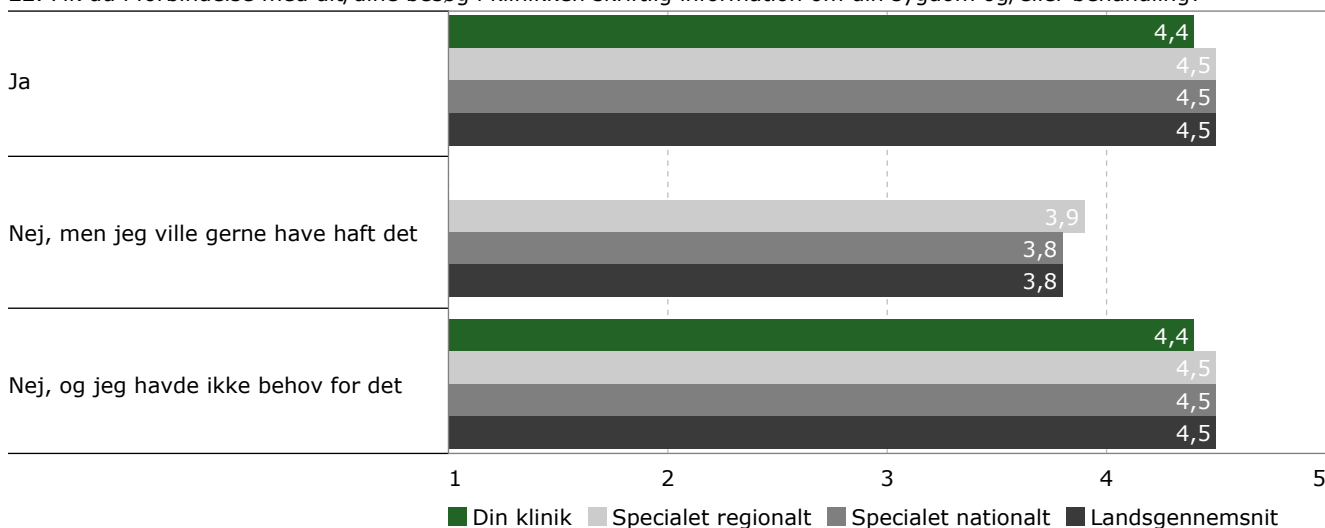 Ja
4,4
4,5
4,5
4,5
Nej, men jeg ville gerne have haft det
3,9
3,8
3,8
Nej, og jeg havde ikke behov for det
4,4
4,5
4,5
4,5
1 2 3 4 5
Din klinik Specialet regionalt Specialet nationalt Landsgennemsnit